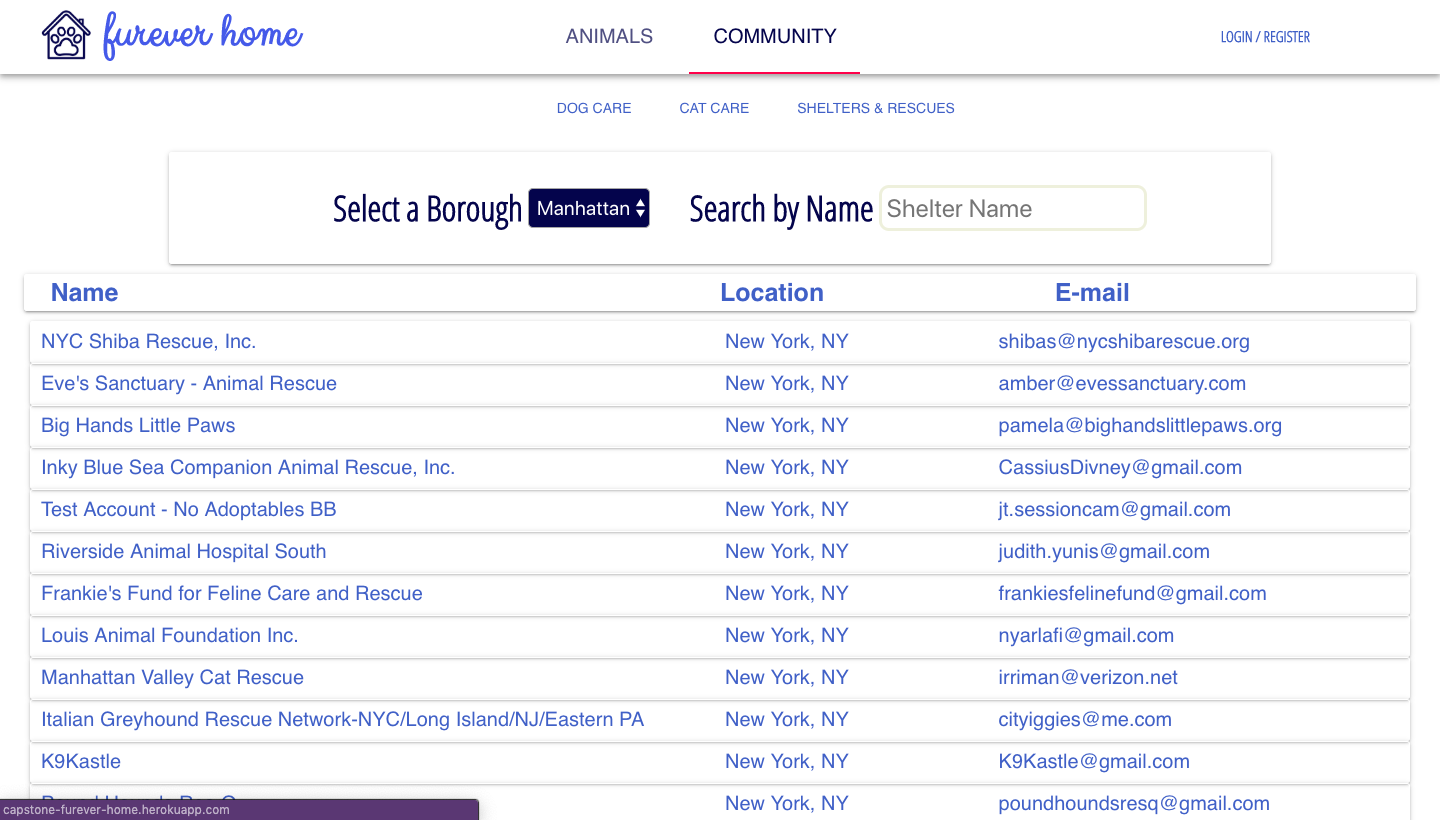 furever home ANIMALS COMMUNITY LOGIN / REGISTER
DOG CARE CAT CARE SHELTERS & RESCUES
Select a Borough Manhattan Search by Name Shelter Name
Name Location E-mail
NYC Shiba Rescue, Inc. New York, NY shibas@nycshibarescue.org
Eve's Sanctuary - Animal Rescue New York, NY amber@evessanctuary.com
Big Hands Little Paws New York, NY pamela@bighandslittlepaws.org
Inky Blue Sea Companion Animal Rescue, Inc. New York, NY CassiusDivney@gmail.com
Test Account - No Adoptables BB New York, NY jt.sessioncam@gmail.com
Riverside Animal Hospital South New York, NY judith.yunis@gmail.com
Frankie's Fund for Feline Care and Rescue New York, NY frankiesfelinefund@gmail.com
Louis Animal Foundation Inc. New York, NY nyarlafi@gmail.com
Manhattan Valley Cat Rescue New York, NY irriman@verizon.net
Italian Greyhound Rescue Network-NYC/Long Island/NJ/Eastern PA New York, NY cityiggies@me.com
K9Kastle New York, NY K9Kastle@gmail.com
New York, NY poundhoundsresq@gmail.com
capstone-furever-home.herokuapp.com